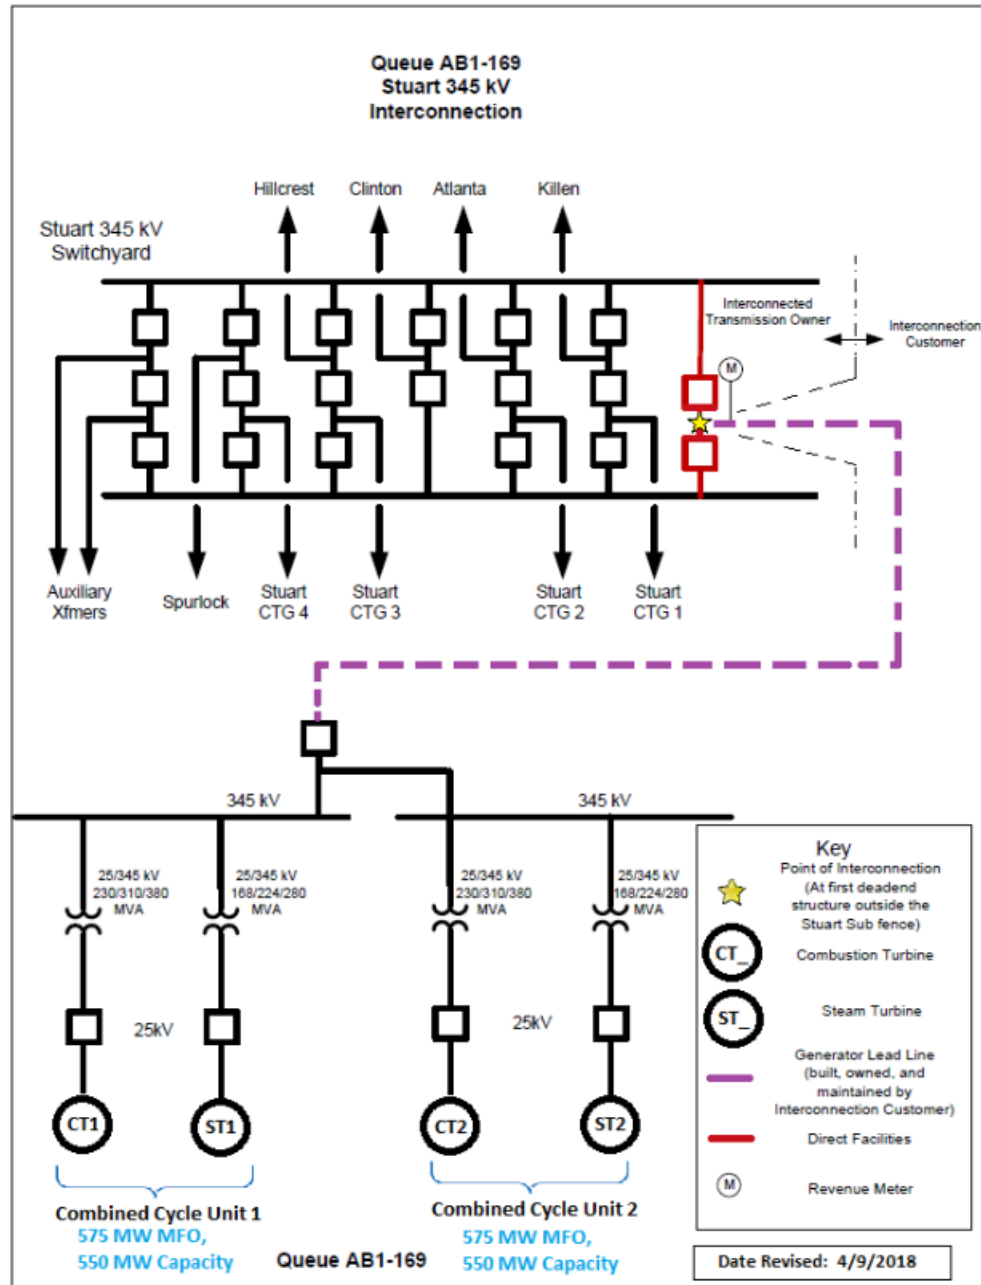 Queue AB1-169
Stuart 345 kV
Interconnection
Hillcrest
Clinton
Atlanta
Killen
Stuart 345 kV
Switchyard
Interconnected
Transmission Owner
Interconnection
Customer
M
Auxiliary
Xfmers
Spurlock
Stuart
CTG 4
Stuart
CTG 3
Stuart
CTG 2
Stuart
CTG 1
345 kV
345 kV
25/345 kV
230/310/380
MVA
25/345 kV
168/224/280
MVA
25/345 kV
230/310/380
MVA
25/345 kV
168/224/280
MVA
25kV
25kV
CT1
ST1
CT2
ST2
Combined Cycle Unit 1
575 MW MFO,
550 MW Capacity
Combined Cycle Unit 2
575 MW MFO,
550 MW Capacity
Queue AB1-169
Key
Point of Interconnection
(At first deadend
structure outside the
Stuart Sub fence)
CT_
Combustion Turbine
ST_
Steam Turbine
Generator Lead Line
(built, owned, and
maintained by
Interconnection Customer)
Direct Facilities
M
Revenue Meter
Date Revised: 4/9/2018